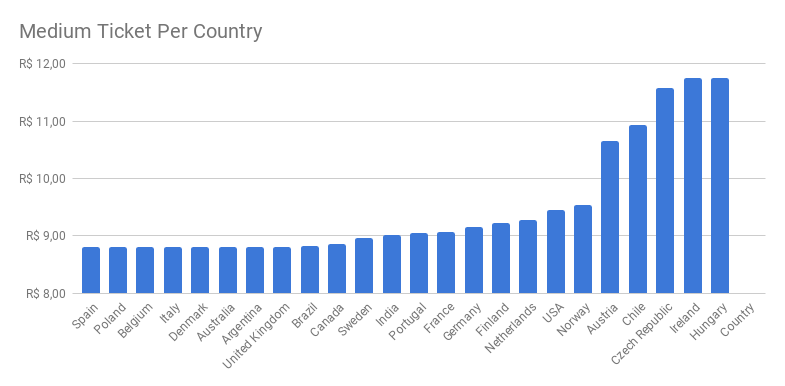 Medium Ticket Per Country
R$ 12,00
R$ 11,00
R$ 10,00
R$ 9,00
R$ 8,00
Spain
Poland
Belgium
Italy
Denmark
Australia
Argentina
United Kingdom
Brazil
Canada
Sweden
India
Portugal
France
Germany
Finland
Netherlands
USA
Norway
Austria
Chile
Czech Republic
Ireland
Hungary
Country